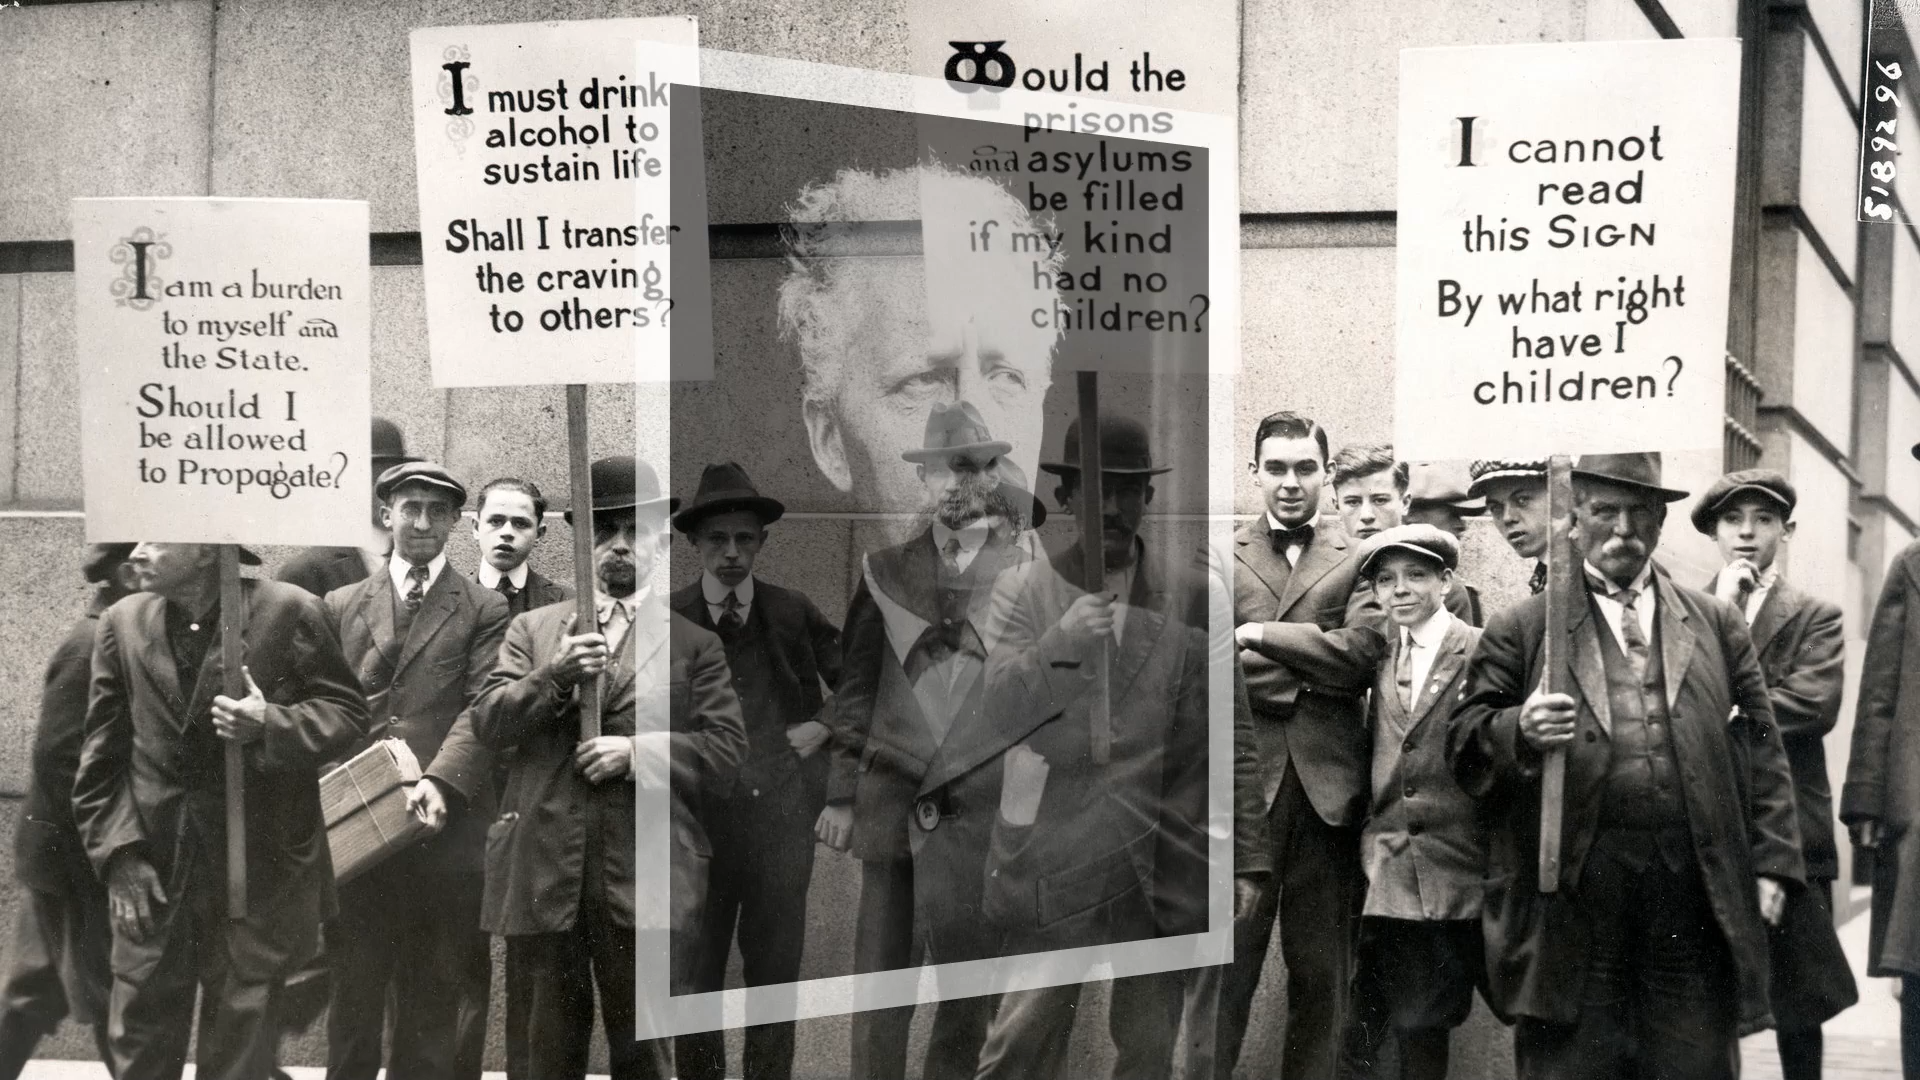 I am a burden
to myself and
the State.
Should I
be allowed
to Propagate?
I must drink
alcohol to
sustain life
Shall I transfer
the craving
to others?
Would the
prisons
and asylums
be filled
if my kind
had no
children?
I cannot
read
this SIGN
By what right
have I
children?
5189296